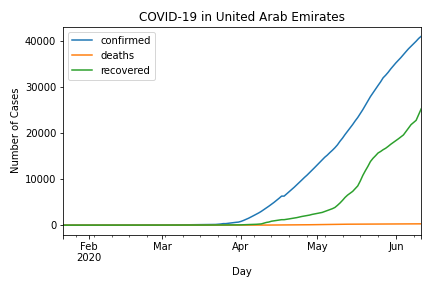 COVID-19 in United Arab Emirates
confirmed
deaths
recovered
Number of Cases
40000
30000
20000
10000
0
Feb
2020
Mar
Apr
May
Jun
Day